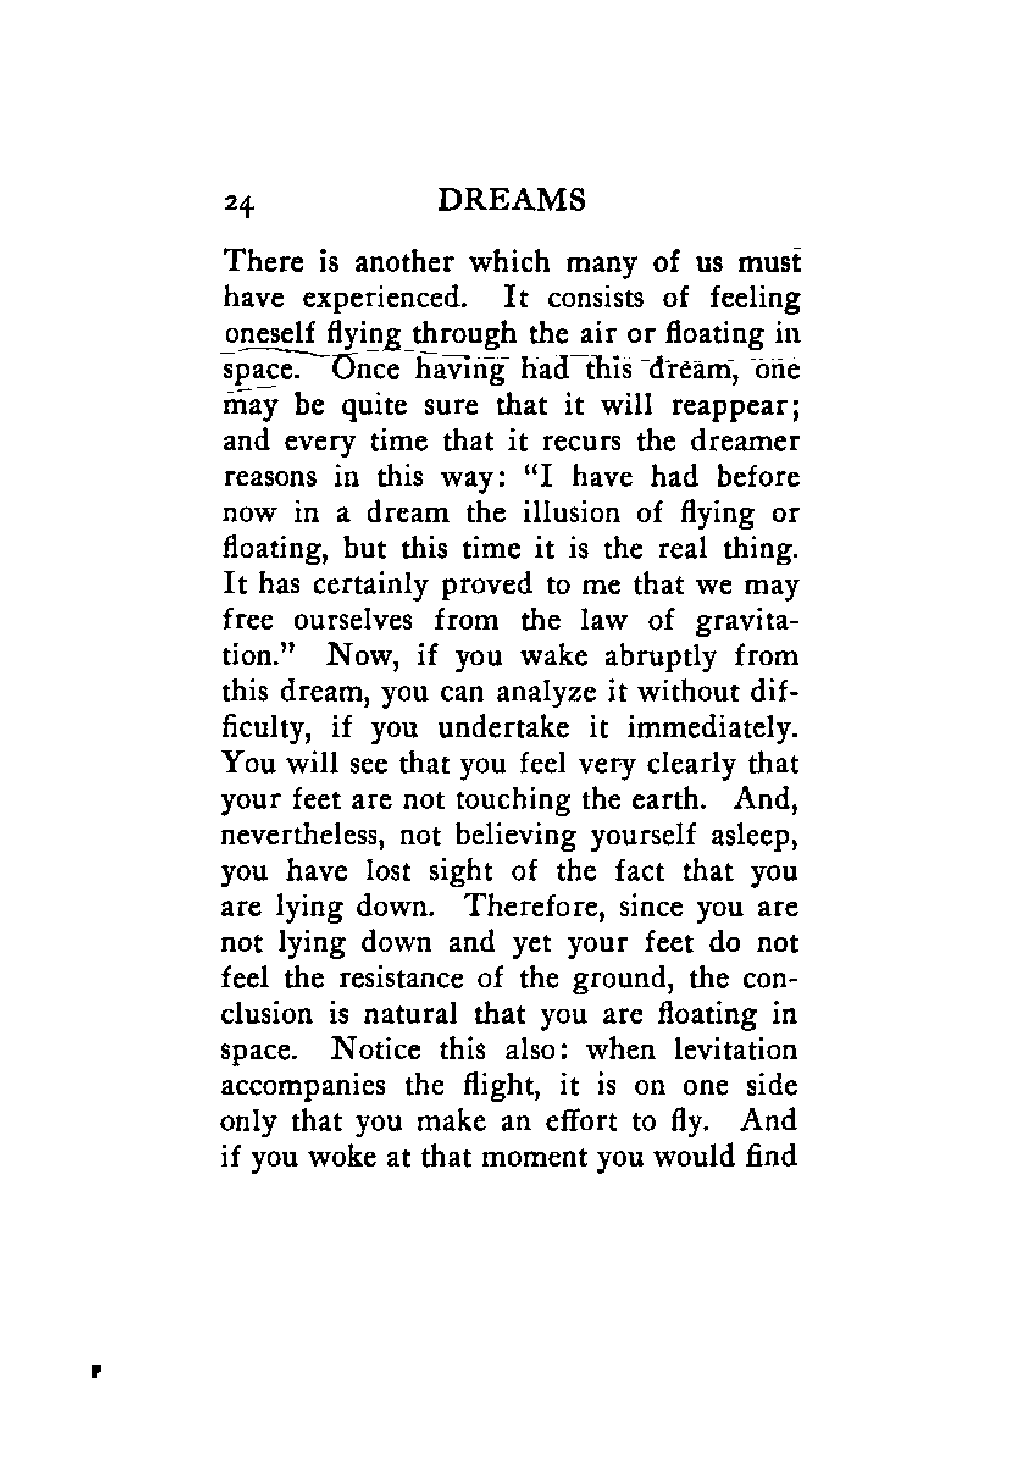 24 DREAMS
There is another which many of us must
have experienced. It consists of feeling
oneself flying through the air or floating in
space. Once having had this dream, one
may be quite sure that it will reappear;
and every time that it recurs the dreamer
reasons in this way: "I have had before
now in a dream the illusion of flying or
floating, but this time it is the real thing.
It has certainly proved to me that we may
free ourselves from the law of gravita-
tion." Now, if you wake abruptly from
this dream, you can analyze it without dif-
ficulty, if you undertake it immediately.
You will see that you feel very clearly that
your feet are not touching the earth. And,
nevertheless, not believing yourself asleep,
you have lost sight of the fact that you
are lying down. Therefore, since you are
not lying down and yet your feet do not
feel the resistance of the ground, the con-
clusion is natural that you are floating in
space. Notice this also: when levitation
accompanies the flight, it is on one side
only that you make an effort to fly. And
if you woke at that moment you would find